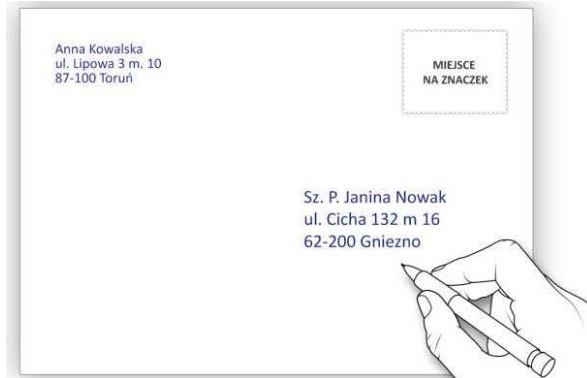 Anna Kowalska
ul. Lipowa 3 m. 10
87-100 Toruń
MIEJSCE
NA ZNACZEK
Sz. P. Janina Nowak
ul. Cicha 132 m 16
62-200 Gniezno